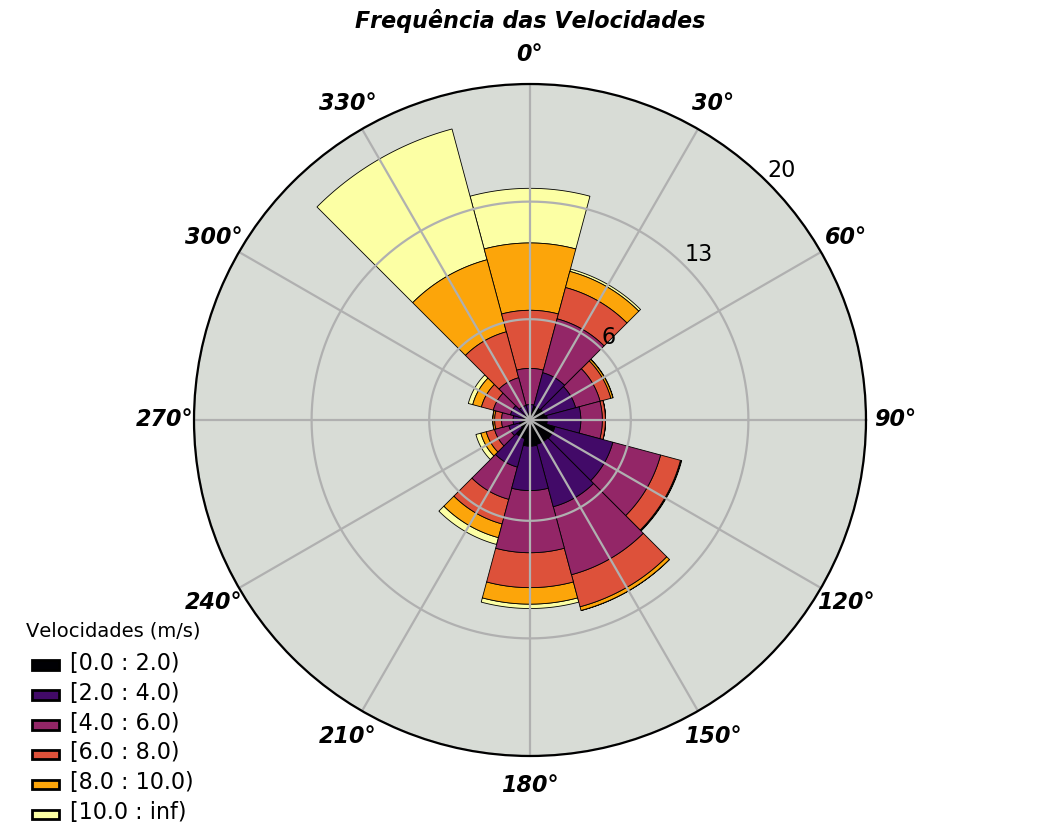 Frequência das Velocidades
0°
330°
30°
20
300°
60°
13
6
270°
90°
240°
120°
210°
150°
180°
Velocidades (m/s)
[0.0 : 2.0)
[2.0 : 4.0)
[4.0 : 6.0)
[6.0 : 8.0)
[8.0 : 10.0)
[10.0 : inf)